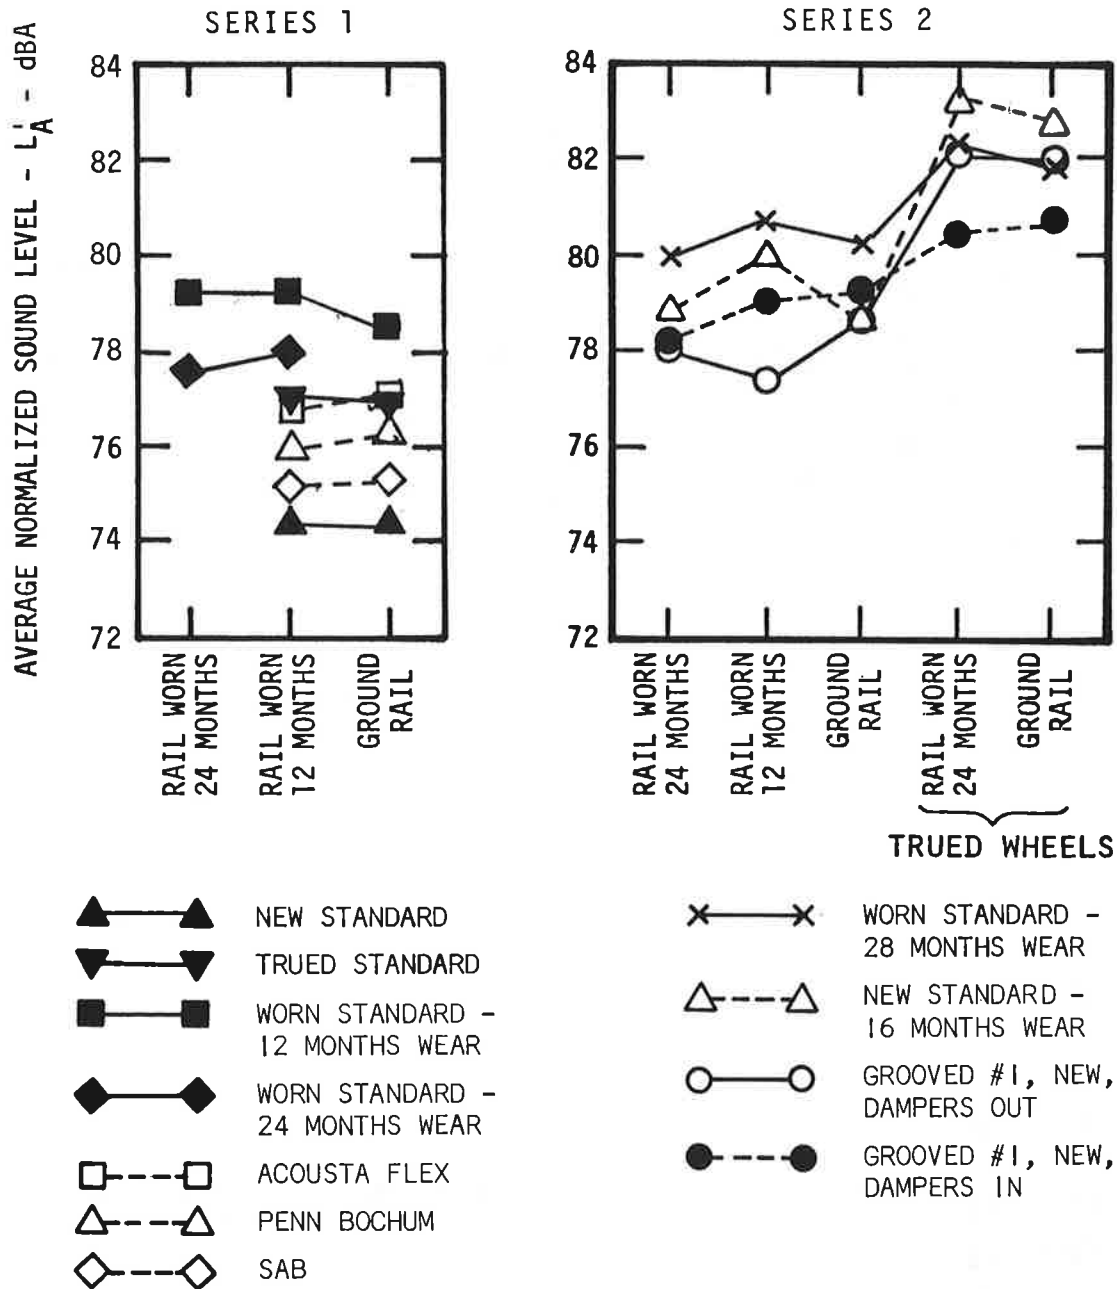 SERIES 1
SERIES 2
AVERAGE NORMALIZED SOUND LEVEL - L'A - dBA
84
82
80
78
76
74
72
84
82
80
78
76
74
72
RAIL WORN
24 MONTHS
RAIL WORN
12 MONTHS
GROUND
RAIL
RAIL WORN
24 MONTHS
RAIL WORN
12 MONTHS
GROUND
RAIL
RAIL WORN
24 MONTHS
GROUND
RAIL
TRUED WHEELS
NEW STANDARD
TRUED STANDARD
WORN STANDARD -
12 MONTHS WEAR
WORN STANDARD -
24 MONTHS WEAR
ACOUSTA FLEX
PENN BOCHUM
SAB
WORN STANDARD -
28 MONTHS WEAR
NEW STANDARD -
16 MONTHS WEAR
GROOVED #1, NEW,
DAMPERS OUT
GROOVED #1, NEW,
DAMPERS IN